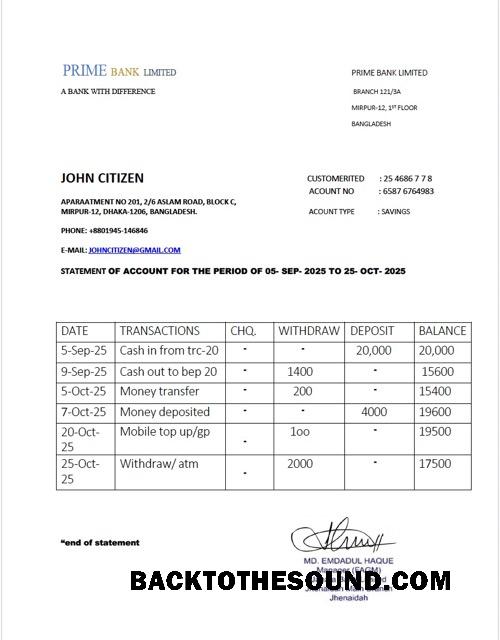 PRIME BANK LIMITED
A BANK WITH DIFFERENCE
PRIME BANK LIMITED
BRANCH 121/3A
MIRPUR-12, 1ST FLOOR
BANGLADESH
JOHN CITIZEN
APARAATMENT NO 201, 2/6 ASLAM ROAD, BLOCK C,
MIRPUR-12, DHAKA-1206, BANGLADESH.
PHONE: +8801945-146846
E-MAIL: JOHNCITIZEN@GMAIL.COM
CUSTOMERITED : 25 4686 7 7 8
ACOUNT NO : 6587 6764983
ACOUNT TYPE : SAVINGS
STATEMENT OF ACCOUNT FOR THE PERIOD OF 05- SEP- 2025 TO 25- OCT- 2025
DATE TRANSACTIONS CHQ. WITHDRAW DEPOSIT BALANCE
5-Sep-25 Cash in from trc-20 - - 20,000 20,000
9-Sep-25 Cash out to bep 20 - 1400 - 15600
5-Oct-25 Money transfer - 200 - 15400
7-Oct-25 Money deposited - - 4000 19600
20-Oct-25 Mobile top up/gp - 1oo - 19500
25-Oct-25 Withdraw/ atm - 2000 - 17500
*end of statement
MD. EMDADUL HAQUE
Manager (FAGM)
Limited
Jhenaidah Main Branch
Jhenaidah
BACKTOTHESOUND.COM